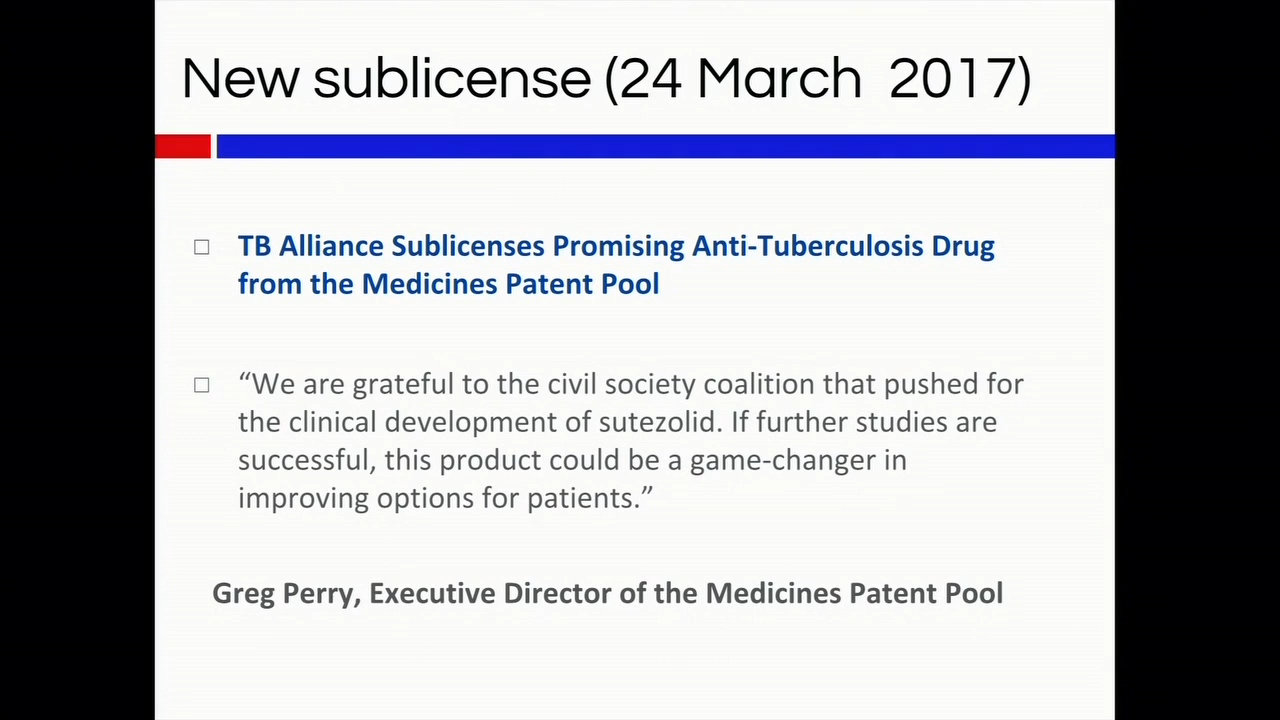 New sublicense (24 March  2017)
TB Alliance Sublicenses Promising Anti-Tuberculosis Drug
from the Medicines Patent Pool
“We are grateful to the civil society coalition that pushed for
the clinical development of sutezolid. If further studies are
successful, this product could be a game-changer in
improving options for patients.”
Greg Perry, Executive Director of the Medicines Patent Pool